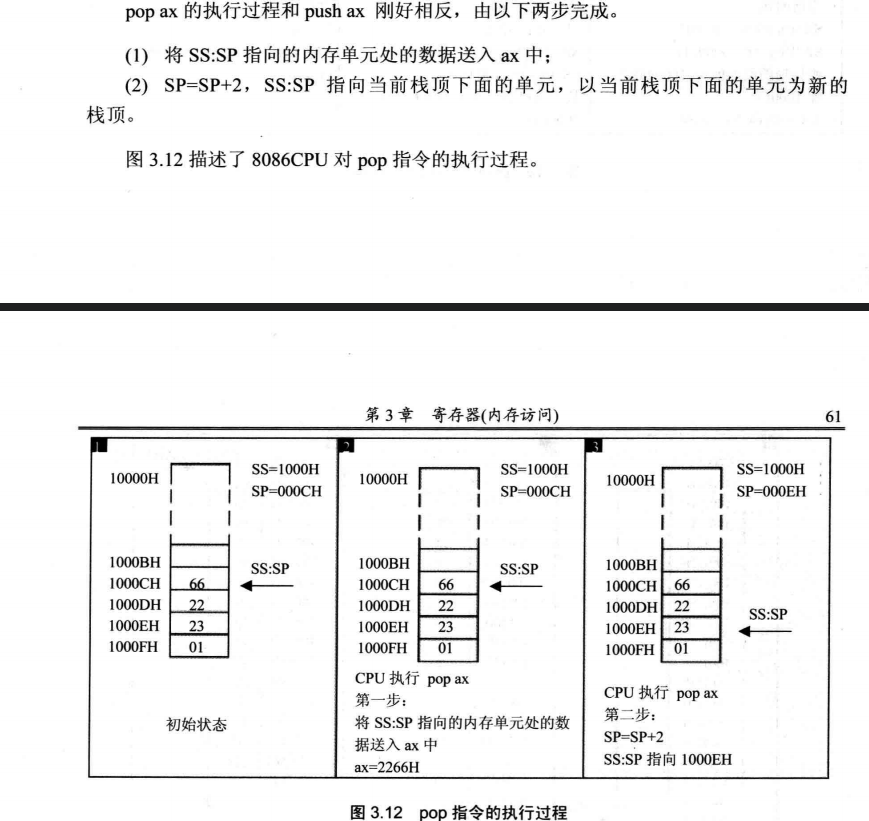 pop ax 的执行过程和 push ax 刚好相反，由以下两步完成。
(1) 将 SS:SP 指向的内存单元处的数据送入 ax 中；
(2) SP=SP+2，SS:SP 指向当前栈顶下面的单元，以当前栈顶下面的单元为新的
栈顶。
图 3.12 描述了 8086CPU 对 pop 指令的执行过程。
第 3 章 寄存器(内存访问) 61
1
10000H
SS=1000H
SP=000CH
1000BH
1000CH 66
SS:SP
1000DH 22
1000EH 23
1000FH 01
初始状态
2
10000H
SS=1000H
SP=000CH
1000BH
1000CH 66
SS:SP
1000DH 22
1000EH 23
1000FH 01
CPU 执行 pop ax
第一步：
将 SS:SP 指向的内存单元处的数
据送入 ax 中
ax=2266H
3
10000H
SS=1000H
SP=000EH
1000BH
1000CH 66
1000DH 22
1000EH 23
SS:SP
1000FH 01
CPU 执行 pop ax
第二步：
SP=SP+2
SS:SP 指向 1000EH
图 3.12 pop 指令的执行过程